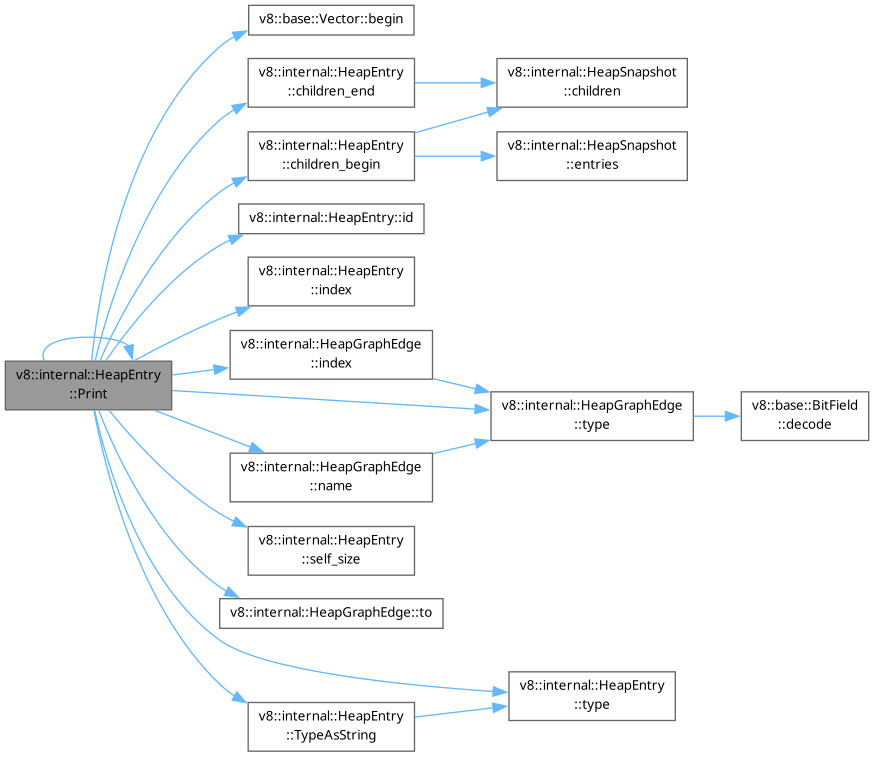 v8::base::Vector::begin
v8::internal::HeapEntry
::children_end
v8::internal::HeapSnapshot
::children
v8::internal::HeapEntry
::children_begin
v8::internal::HeapSnapshot
::entries
v8::internal::HeapEntry::id
v8::internal::HeapEntry
::index
v8::internal::HeapGraphEdge
::index
v8::internal::HeapEntry
::Print
v8::internal::HeapGraphEdge
::type
v8::base::BitField
::decode
v8::internal::HeapGraphEdge
::name
v8::internal::HeapEntry
::self_size
v8::internal::HeapGraphEdge::to
v8::internal::HeapEntry
::type
v8::internal::HeapEntry
::TypeAsString